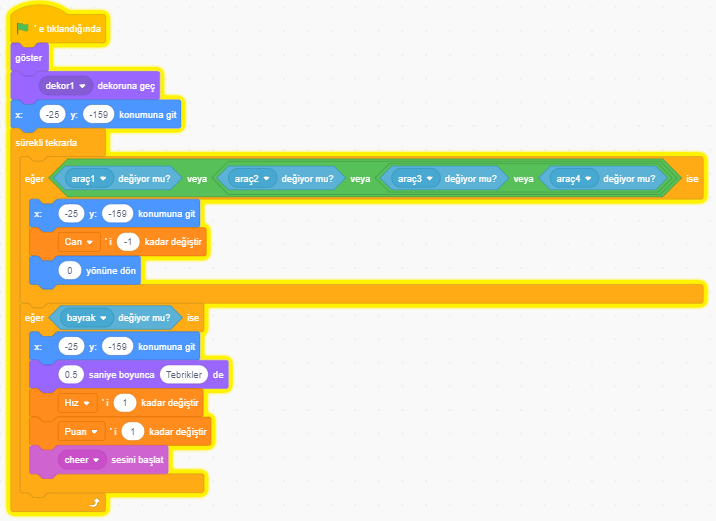 ' e tıklandığında
göster
dekor1 dekoruna geç
x: -25 y: -159 konumuna git
sürekli tekrarla
eğer araç1 değiyor mu? veya araç2 değiyor mu? veya araç3 değiyor mu? veya araç4 değiyor mu? ise
x: -25 y: -159 konumuna git
Can 'i -1 kadar değiştir
0 yönüne dön
eğer bayrak değiyor mu? ise
x: -25 y: -159 konumuna git
0.5 saniye boyunca Tebrikler de
Hız 'i 1 kadar değiştir
Puan 'i 1 kadar değiştir
cheer sesini başlat